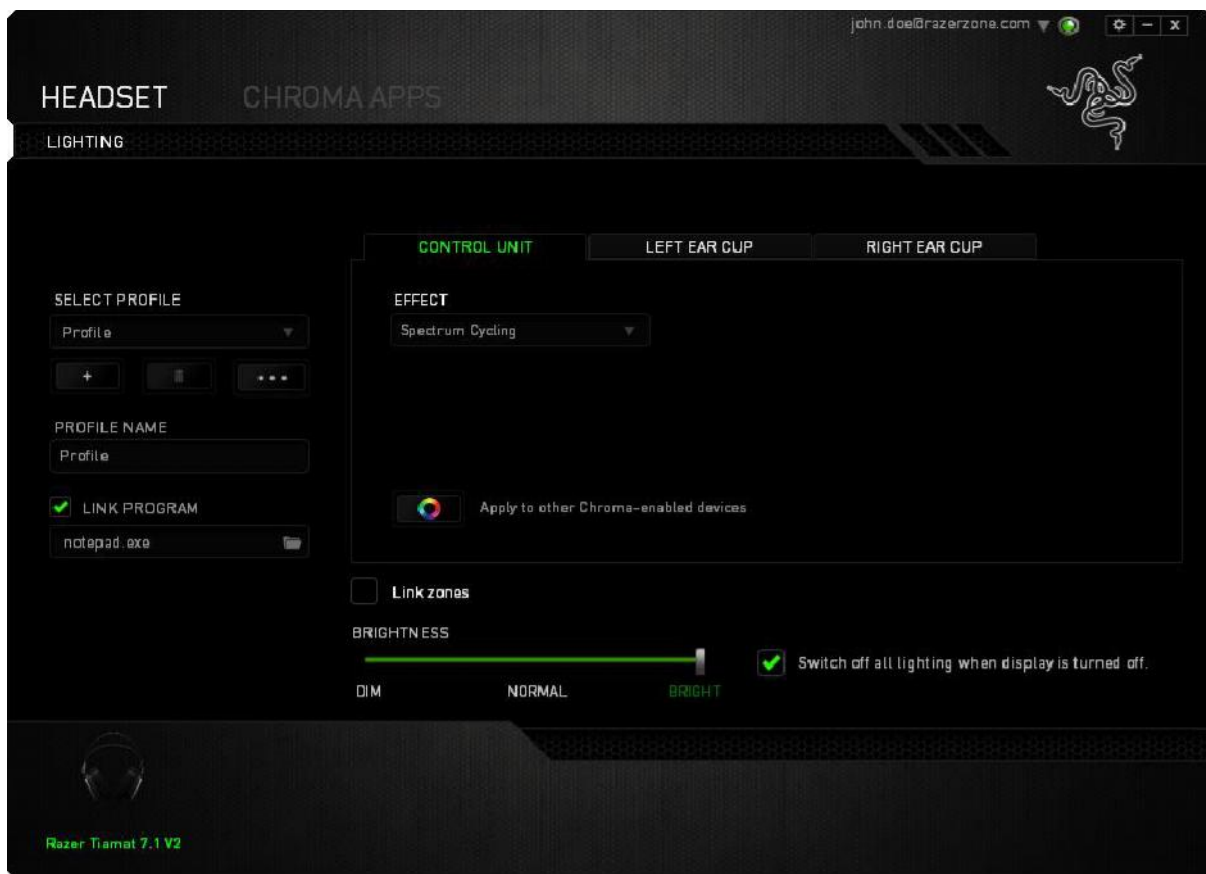 john.doe@razerzone.com
HEADSET CHROMA APPS
LIGHTING
CONTROL UNIT LEFT EAR CUP RIGHT EAR CUP
SELECT PROFILE
Profile
PROFILE NAME
Profile
LINK PROGRAM
notepad.exe
EFFECT
Spectrum Cycling
Apply to other Chroma-enabled devices
Link zones
BRIGHTNESS
DIM NORMAL BRIGHT
Switch off all lighting when display is turned off.
Razer Tiamat 7.1 V2